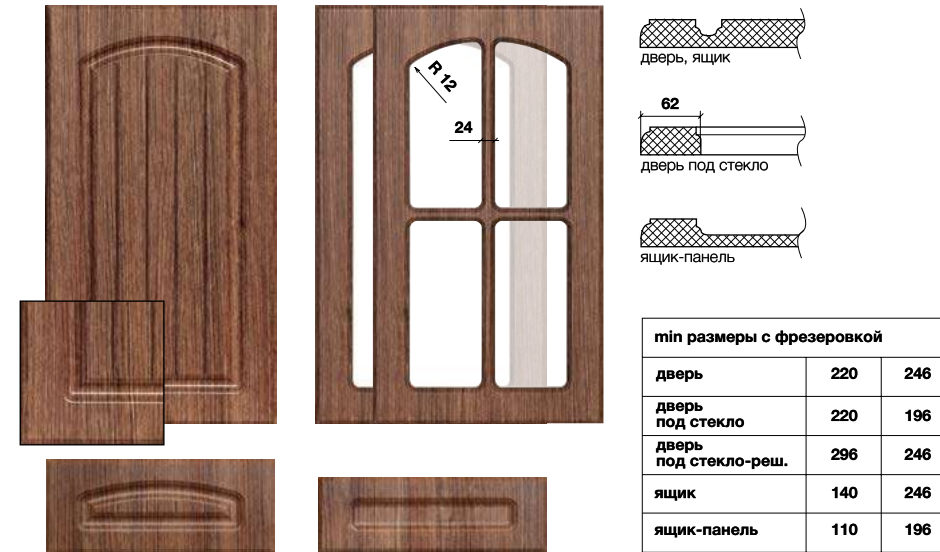 R 12
24
дверь, ящик
62
дверь под стекло
ящик-панель
min размеры с фрезеровкой
дверь 220 246
дверь
под стекло 220 196
дверь
под стекло-реш. 296 246
ящик 140 246
ящик-панель 110 196